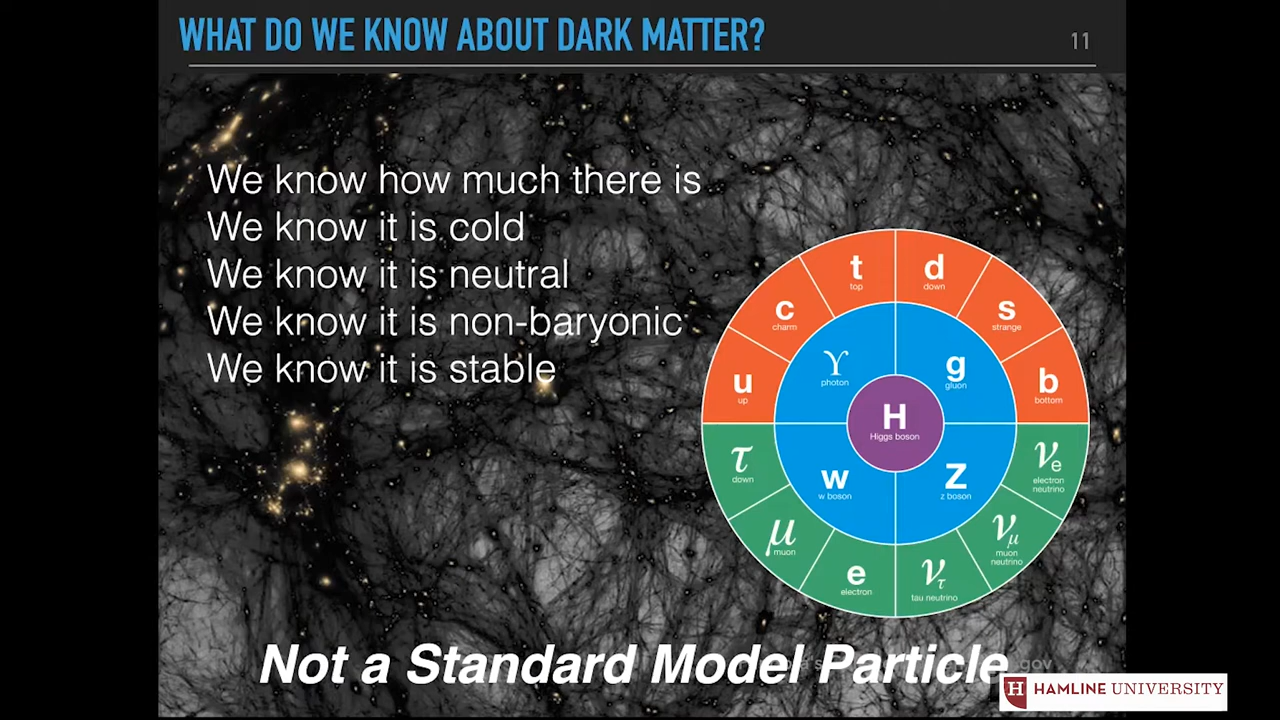 WHAT DO WE KNOW ABOUT DARK MATTER?
11
We know how much there is
We know it is cold
We know it is neutral
We know it is non-baryonic
We know it is stable
t
top
d
down
c
charm
s
strange
u
up
b
bottom
ϒ
photon
g
gluon
H
Higgs boson
w
w boson
Z
z boson
τ
down
νe
electron
neutrino
μ
muon
νμ
muon
neutrino
e
electron
ντ
tau neutrino
Not a Standard Model Particle
.gov
H HAMLINE UNIVERSITY